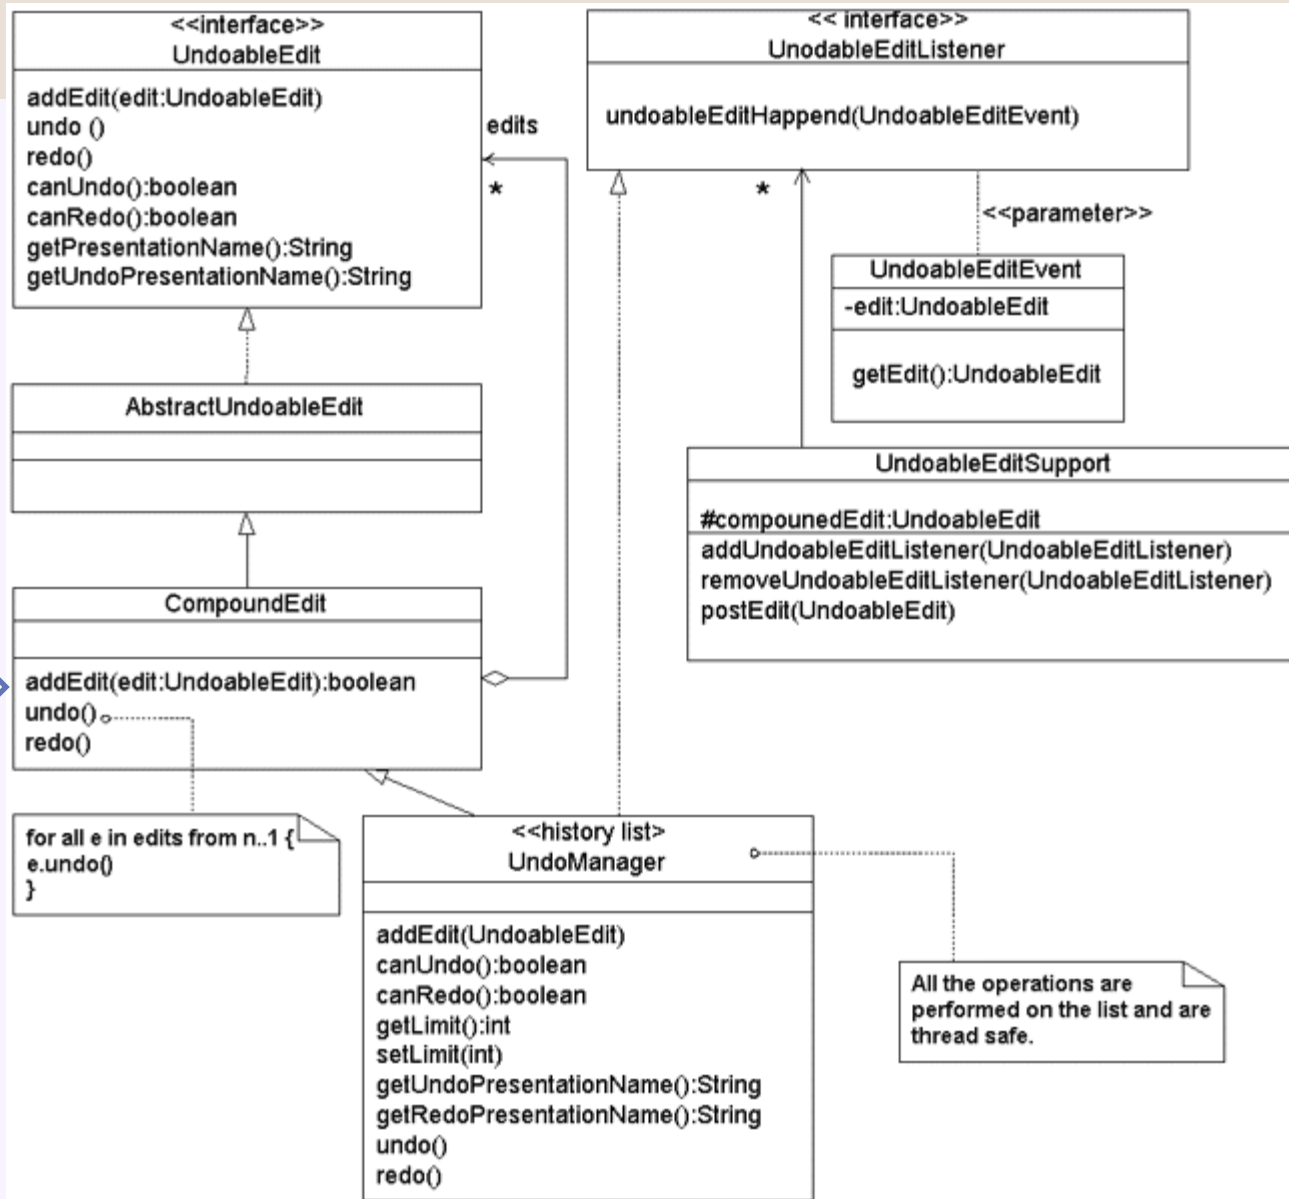 <<interface>>
UndoableEdit
addEdit(edit:UndoableEdit)
undo ()
redo()
canUndo():boolean
canRedo():boolean
getPresentationName():String
getUndoPresentationName():String
edits
*
<< interface>>
UnodableEditListener
undoableEditHappend(UndoableEditEvent)
*
<<parameter>>
UndoableEditEvent
-edit:UndoableEdit
getEdit():UndoableEdit
AbstractUndoableEdit
UndoableEditSupport
#compounedEdit:UndoableEdit
addUndoableEditListener(UndoableEditListener)
removeUndoableEditListener(UndoableEditListener)
postEdit(UndoableEdit)
CompoundEdit
addEdit(edit:UndoableEdit):boolean
undo()
redo()
for all e in edits from n..1 {
e.undo()
}
<<history list>
UndoManager
addEdit(UndoableEdit)
canUndo():boolean
canRedo():boolean
getLimit():int
setLimit(int)
getUndoPresentationName():String
getRedoPresentationName():String
undo()
redo()
All the operations are
performed on the list and are
thread safe.